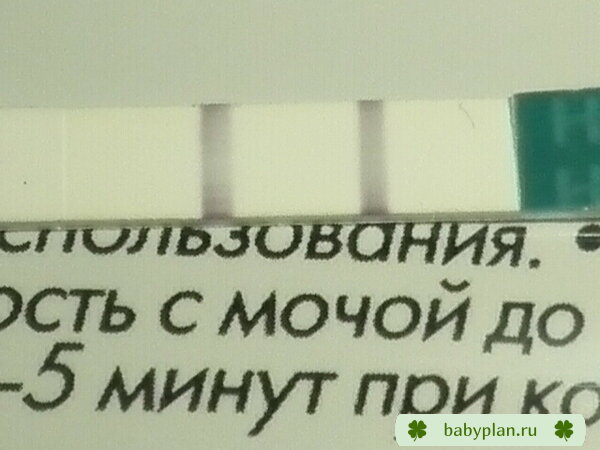 спользования. •
ость с мочой до
-5 минут при ко
babyplan.ru